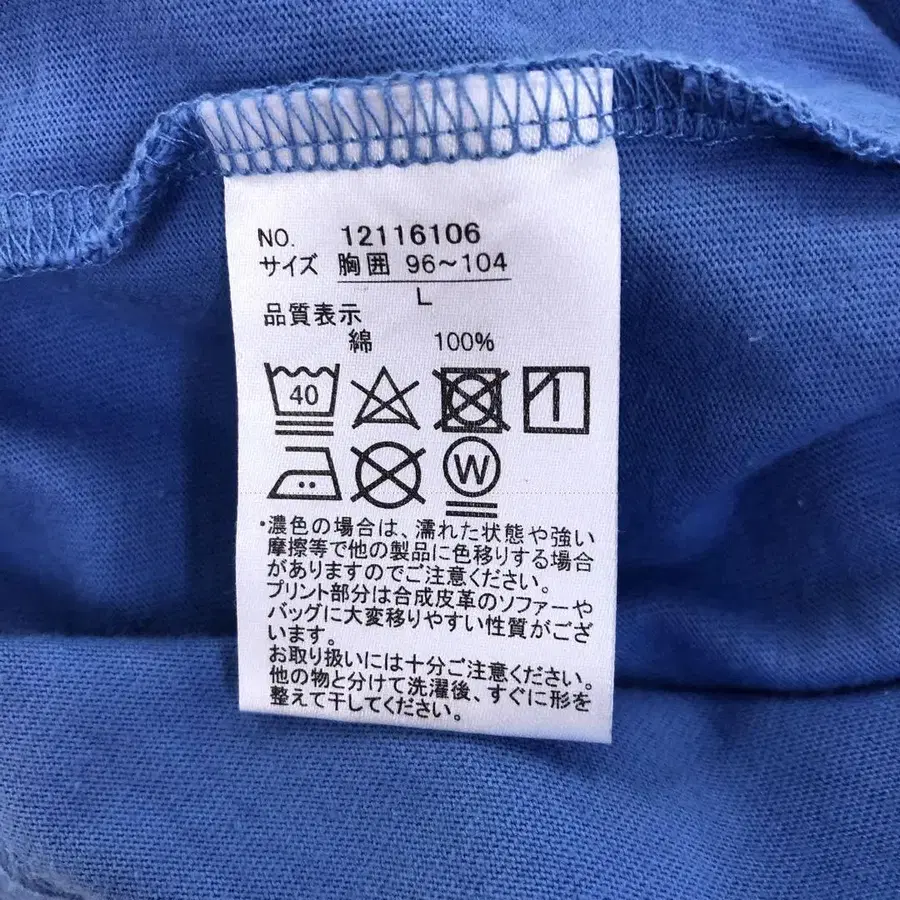 NO. 12116106
サイズ 胸囲 96～104
L
品質表示
綿 100%
40
W
・濃色の場合は、濡れた状態や強い
摩擦等で他の製品に色移りする場合
がありますのでご注意ください。
プリント部分は合成皮革のソファーや
バッグに大変移りやすい性質がござ
います。
お取り扱いには十分ご注意ください。
他の物と分けて洗濯後、すぐに形を
整えて干してください。